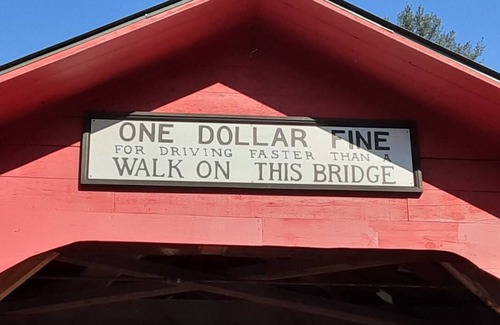 ONE DOLLAR FINE
FOR DRIVING FASTER THAN A
WALK ON THIS BRIDGE